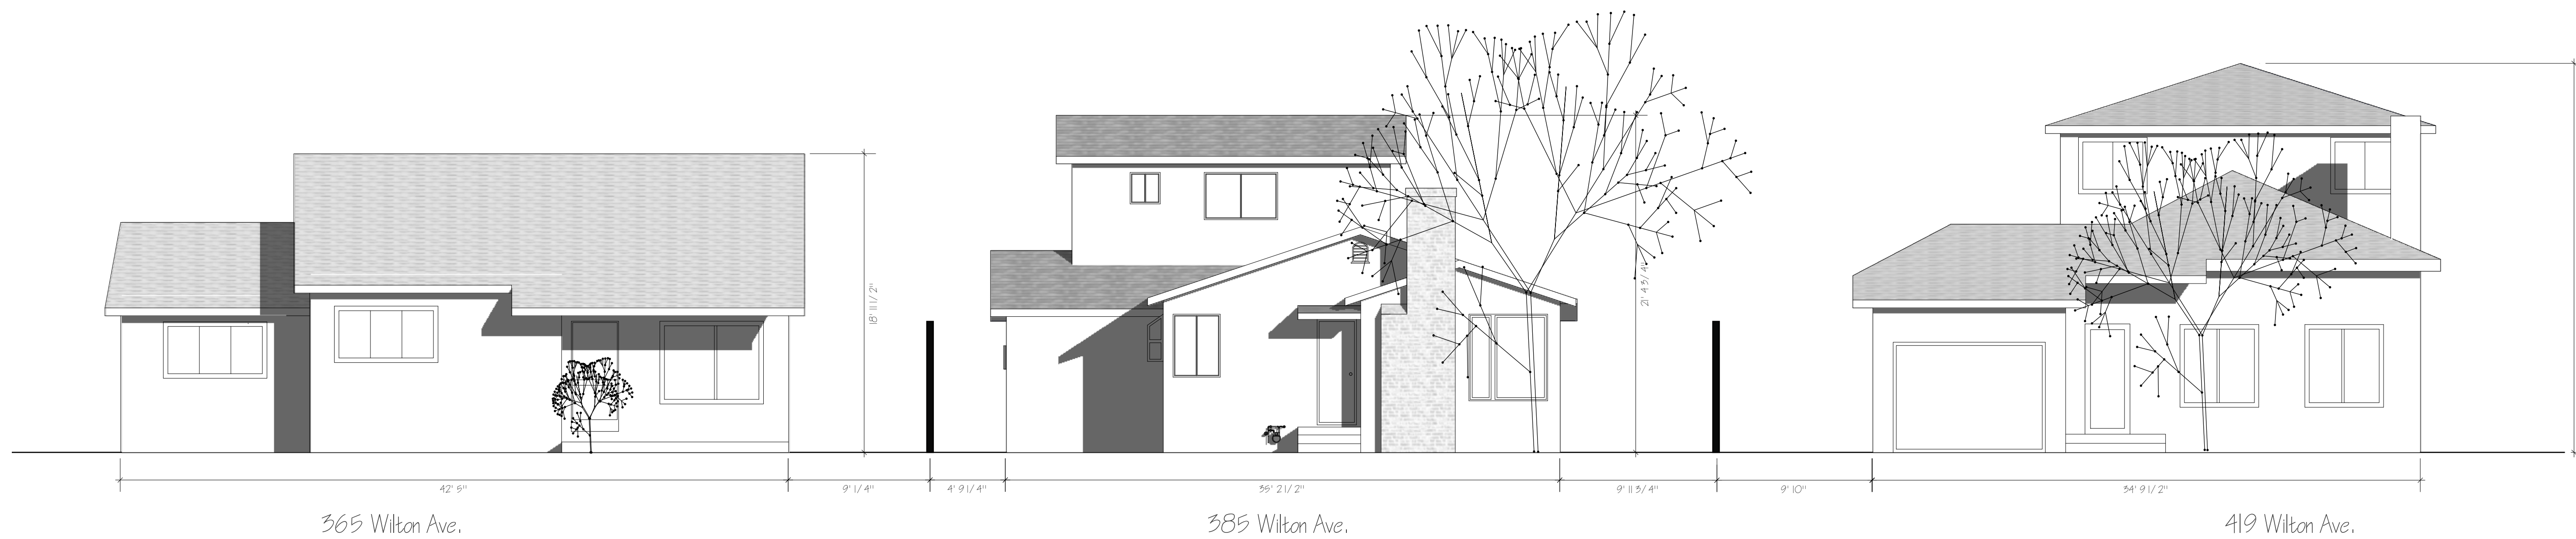 18' 11 1/2"
21' 4 3/4"
42' 5"
9' 1/4"
4' 9 1/4"
35' 2 1/2"
9' 11 3/4"
9' 10"
34' 9 1/2"
365 Wilton Ave.
385 Wilton Ave.
419 Wilton Ave.